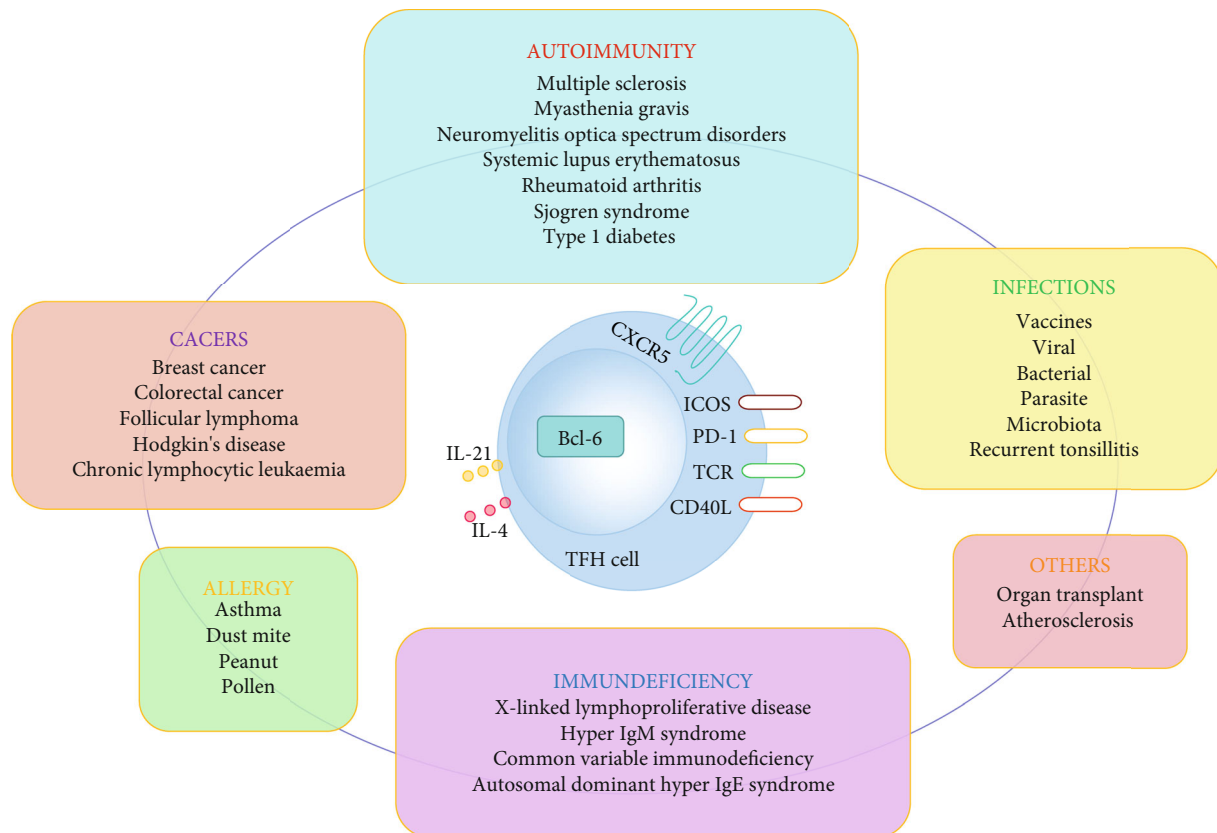 AUTOIMMUNITY
Multiple sclerosis
Myasthenia gravis
Neuromyelitis optica spectrum disorders
Systemic lupus erythematosus
Rheumatoid arthritis
Sjogren syndrome
Type 1 diabetes
INFECTIONS
Vaccines
Viral
Bacterial
Parasite
Microbiota
Recurrent tonsillitis
CACERS
Breast cancer
Colorectal cancer
Follicular lymphoma
Hodgkin's disease
Chronic lymphocytic leukaemia
CXCR5
ICOS
PD-1
TCR
CD40L
Bcl-6
IL-21
IL-4
TFH cell
OTHERS
Organ transplant
Atherosclerosis
ALLERGY
Asthma
Dust mite
Peanut
Pollen
IMMUNDEFICIENCY
X-linked lymphoproliferative disease
Hyper IgM syndrome
Common variable immunodeficiency
Autosomal dominant hyper IgE syndrome